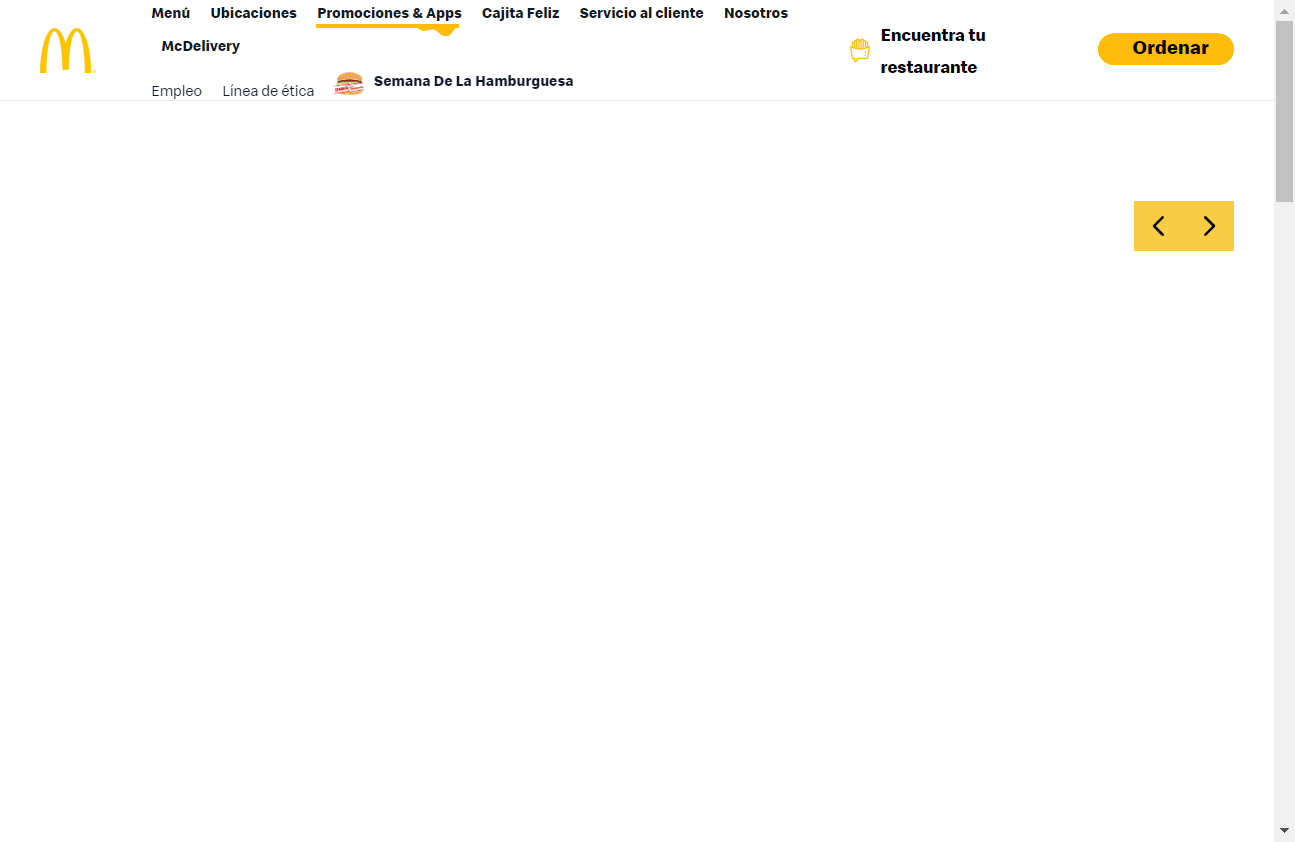 Menú Ubicaciones Promociones & Apps Cajita Feliz Servicio al cliente Nosotros
McDelivery
Empleo Línea de ética Semana De La Hamburguesa
Encuentra tu
restaurante
Ordenar